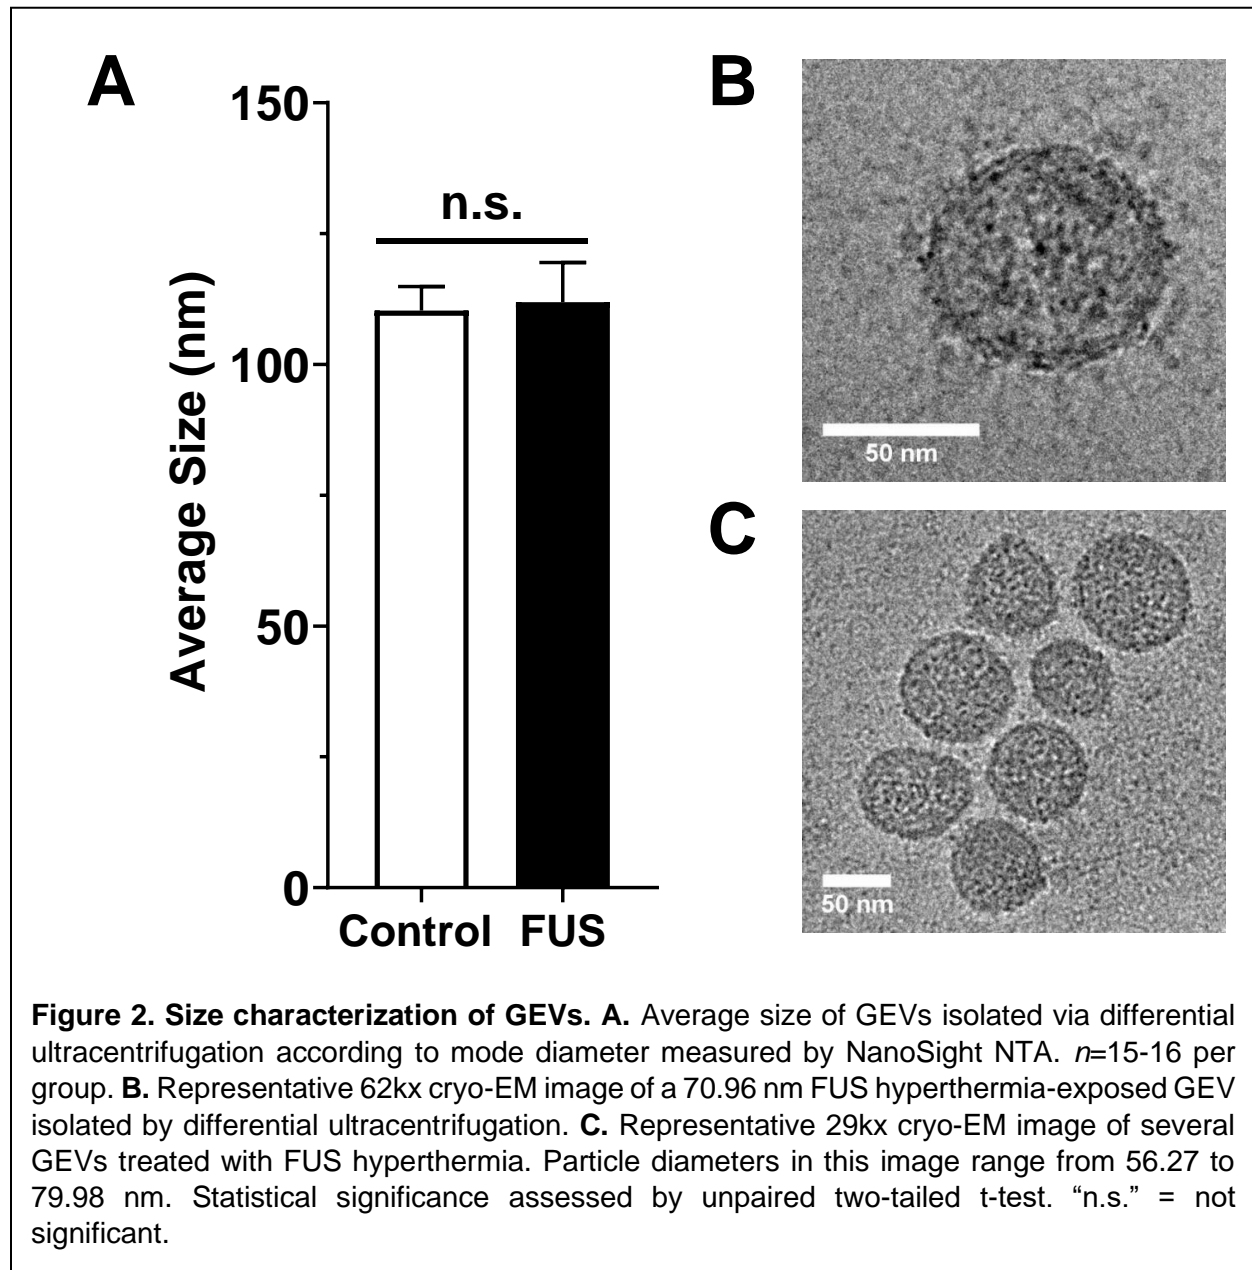 A
150
100
50
0
Average Size (nm)
n.s.
Control FUS
B
50 nm
C
50 nm
Figure 2. Size characterization of GEVs. A. Average size of GEVs isolated via differential
ultracentrifugation according to mode diameter measured by NanoSight NTA. n=15-16 per
group. B. Representative 62kx cryo-EM image of a 70.96 nm FUS hyperthermia-exposed GEV
isolated by differential ultracentrifugation. C. Representative 29kx cryo-EM image of several
GEVs treated with FUS hyperthermia. Particle diameters in this image range from 56.27 to
79.98 nm. Statistical significance assessed by unpaired two-tailed t-test. “n.s.” = not
significant.